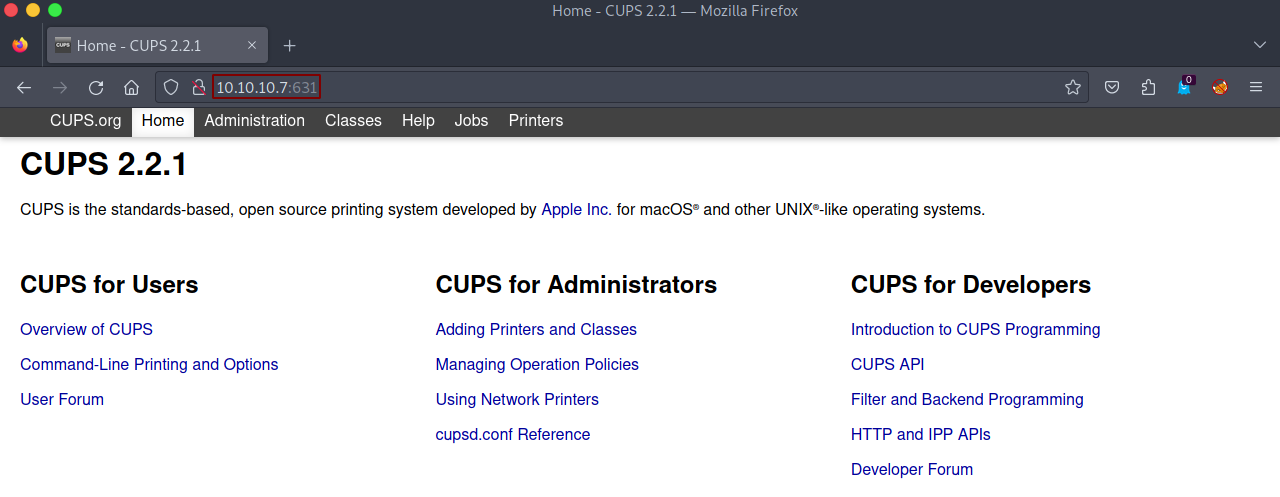 Home - CUPS 2.2.1 — Mozilla Firefox
CUPS Home - CUPS 2.2.1
10.10.10.7:631
0
CUPS.org Home Administration Classes Help Jobs Printers
CUPS 2.2.1
CUPS is the standards-based, open source printing system developed by Apple Inc. for macOS® and other UNIX®-like operating systems.
CUPS for Users
Overview of CUPS
Command-Line Printing and Options
User Forum
CUPS for Administrators
Adding Printers and Classes
Managing Operation Policies
Using Network Printers
cupsd.conf Reference
CUPS for Developers
Introduction to CUPS Programming
CUPS API
Filter and Backend Programming
HTTP and IPP APIs
Developer Forum